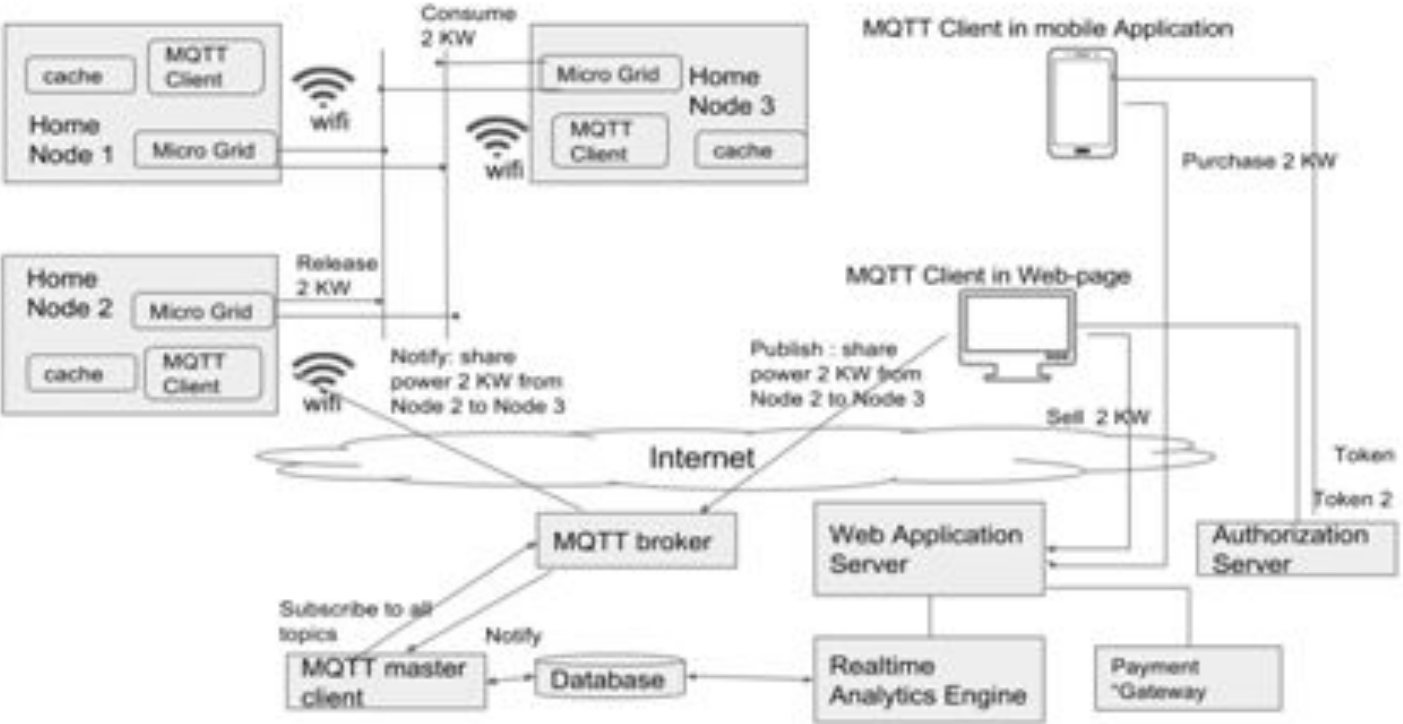 Consume
2 KW
MQTT Client in mobile Application
cache
MQTT
Client
wifi
Home
Node 1
Micro Grid
Micro Grid
Home
Node 3
wifi
MQTT
Client
cache
Purchase 2 KW
Home
Node 2
Micro Grid
Release
2 KW
cache
MQTT
Client
wifi
Notify: share
power 2 KW from
Node 2 to Node 3
MQTT Client in Web-page
Publish : share
power 2 KW from
Node 2 to Node 3
Sell 2 KW
Internet
Token
Token 2
MQTT broker
Web Application
Server
Authorization
Server
Subscribe to all
topics
Notify
MQTT master
client
Database
Realtime
Analytics Engine
Payment
"Gateway